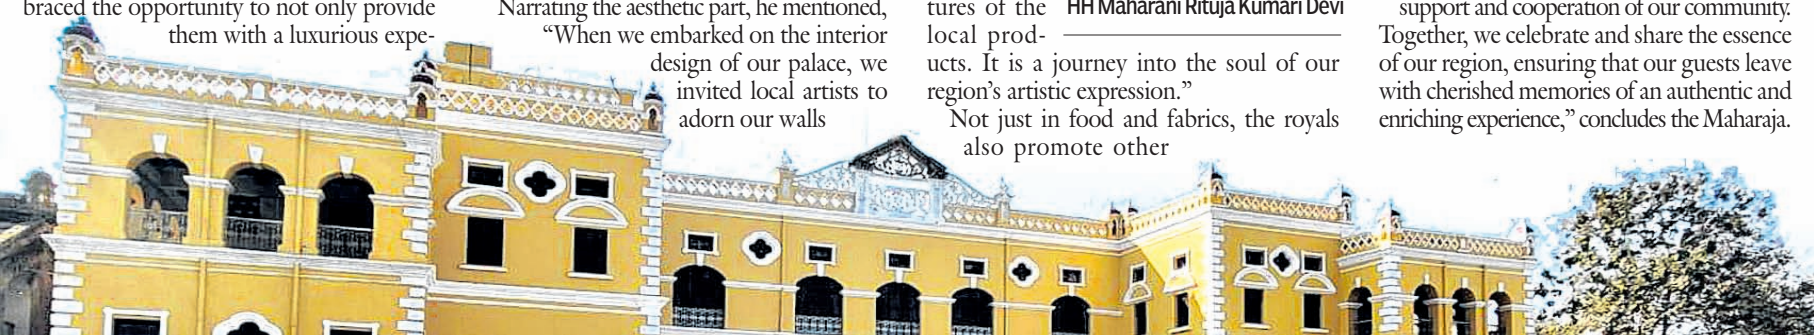 braced the opportunity to not only provide
them with a luxurious expe-
Narrating the aesthetic part, he mentioned,
“When we embarked on the interior
design of our palace, we
invited local artists to
adorn our walls
tures of the
local prod-
ucts. It is a journey into the soul of our
region’s artistic expression.”
Not just in food and fabrics, the royals
also promote other
HH Maharani Rituja Kumari Devi
support and cooperation of our community.
Together, we celebrate and share the essence
of our region, ensuring that our guests leave
with cherished memories of an authentic and
enriching experience,” concludes the Maharaja.